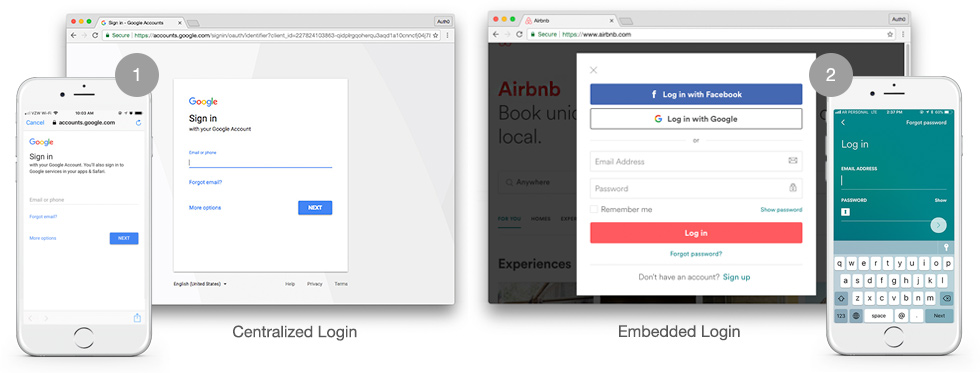 Sign in - Google Accounts
Auth0
Secure
https://accounts.google.com/signin/oauth/identifier?client_id=227824103863-
1
VZW Wi-Fi
10:03 AM
Cancel
accounts.google.com
Google
Sign in
with your Google Account. You'll also sign in to
Google services in your apps & Safari.
Email or phone
Forgot email?
More options
NEXT
Google
Sign in
with your Google Account
Email or phone
Forgot email?
More options
NEXT
English (United States)
Help
Privacy
Terms
Centralized Login
Airbnb
Auth0
Secure
https://www.airbnb.com
Airbnb
Book
local.
Anywhere
FOR YOU
HOMES
Experiences
Log in with Facebook
Log in with Google
or
Email Address
Password
Remember me
Show password
Log in
Forgot password?
Don't have an account? Sign up
Embedded Login
2
PERSONAL
LTE
2:57 PM
Forgot password
Log in
EMAIL ADDRESS
PASSWORD
Show
q w e r t y u i o p
a s d f g h j k l
z x c v b n m
123
space
@
.
Next